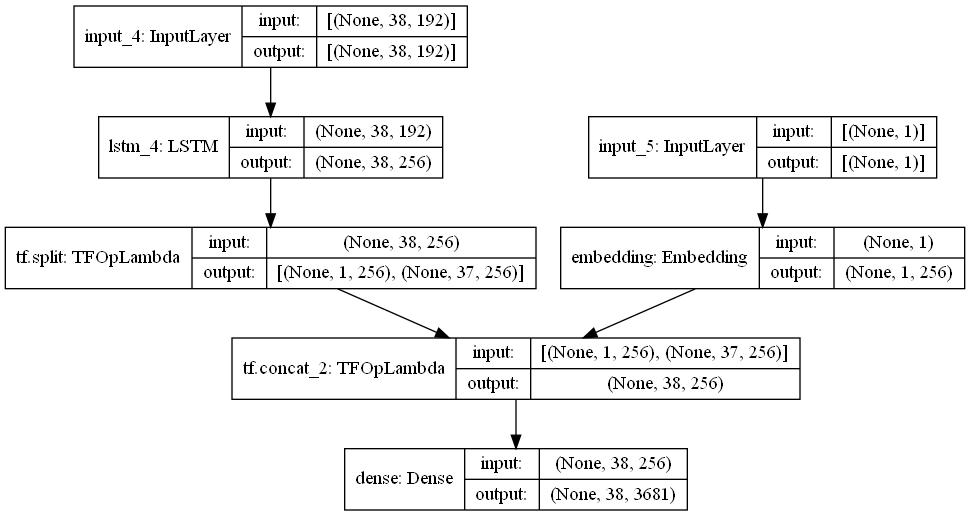 input_4: InputLayer
input:
[(None, 38, 192)]
output:
[(None, 38, 192)]
lstm_4: LSTM
input:
(None, 38, 192)
output:
(None, 38, 256)
input_5: InputLayer
input:
[(None, 1)]
output:
[(None, 1)]
tf.split: TFOpLambda
input:
(None, 38, 256)
output:
[(None, 1, 256), (None, 37, 256)]
embedding: Embedding
input:
(None, 1)
output:
(None, 1, 256)
tf.concat_2: TFOpLambda
input:
[(None, 1, 256), (None, 37, 256)]
output:
(None, 38, 256)
dense: Dense
input:
(None, 38, 256)
output:
(None, 38, 3681)